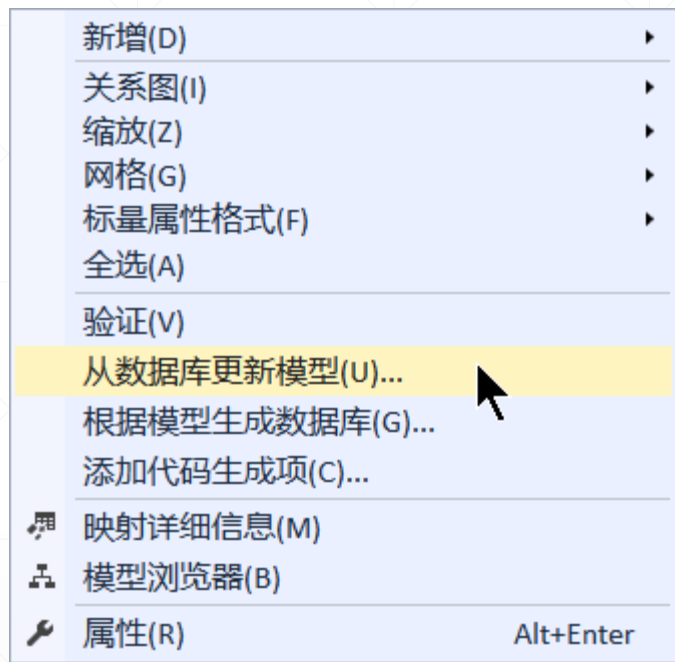 新增(D)
关系图(I)
缩放(Z)
网格(G)
标量属性格式(F)
全选(A)
验证(V)
从数据库更新模型(U)...
根据模型生成数据库(G)...
添加代码生成项(C)...
映射详细信息(M)
模型浏览器(B)
属性(R) Alt+Enter